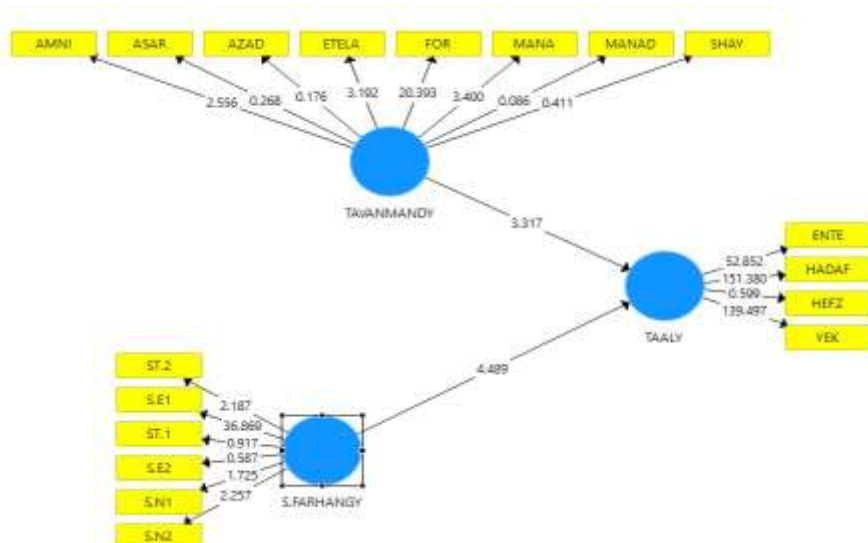 AMNI ASAR AZAD ETELA FOR MANA MANAD SHAY
2.556 0.268 0.176 3.192 20.393 3.400 0.086 0.411
TAVANMANDY
3.317
ENTE
52.852
HADAF
151.380
HEFZ
0.599
YEK
139.497
TAALY
4.489
ST.2
2.187
S.E1
36.869
ST.1
0.917
S.E2
0.587
S.N1
1.725
S.N2
2.257
S.FARHANGY